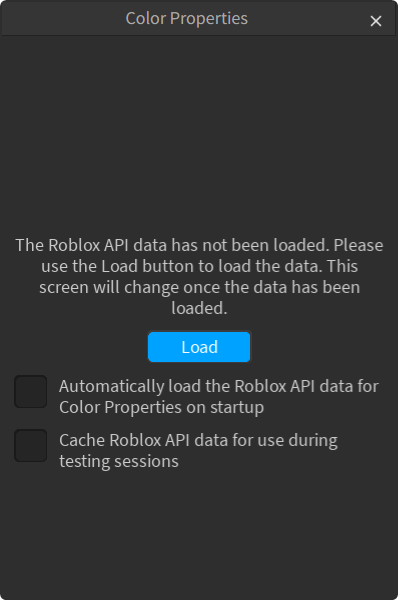 Color Properties
The Roblox API data has not been loaded. Please
use the Load button to load the data. This
screen will change once the data has been
loaded.
Load
Automatically load the Roblox API data for
Color Properties on startup
Cache Roblox API data for use during
testing sessions